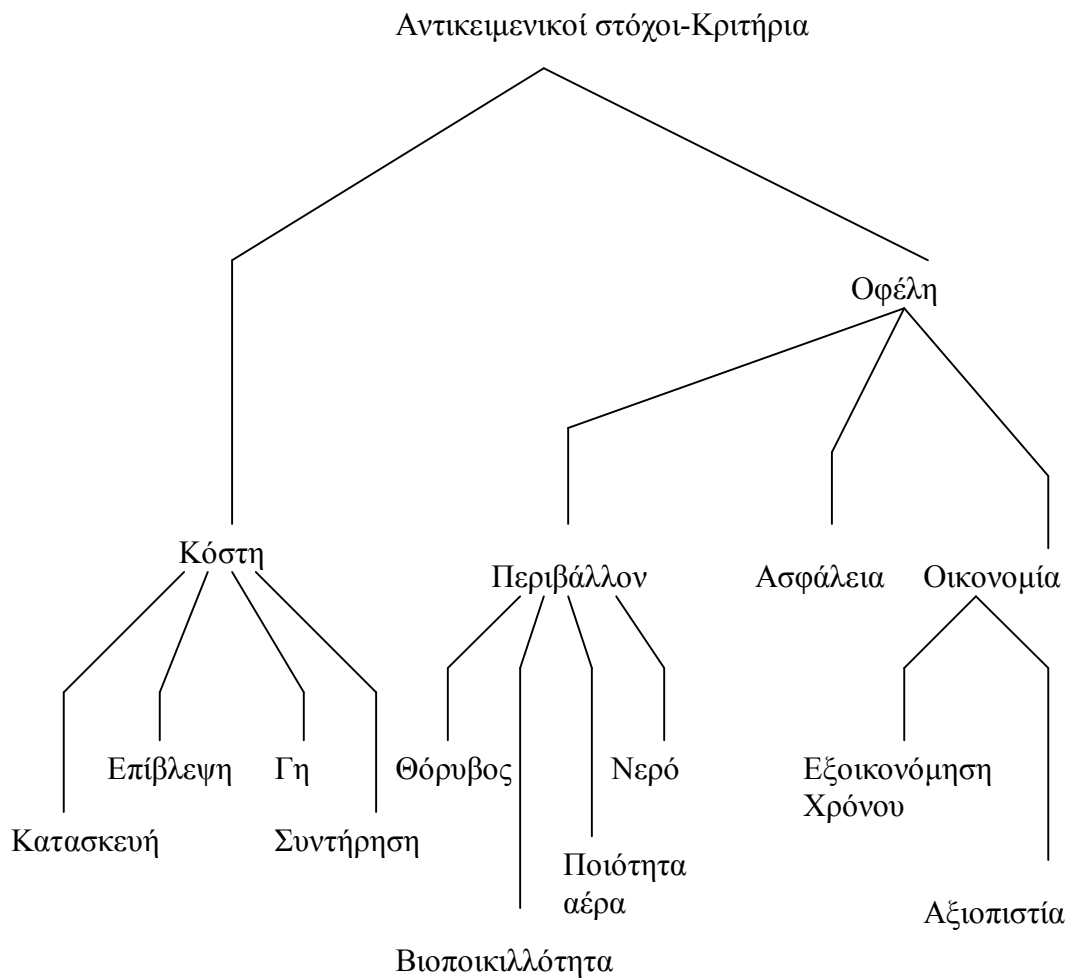 Αντικειμενικοί στόχοι-Κριτήρια
Οφέλη
Κόστη
Περιβάλλον
Ασφάλεια
Οικονομία
Επίβλεψη
Γη
Θόρυβος
Νερό
Εξοικονόμηση
Χρόνου
Κατασκευή
Συντήρηση
Ποιότητα
αέρα
Αξιοπιστία
Βιοποικιλλότητα